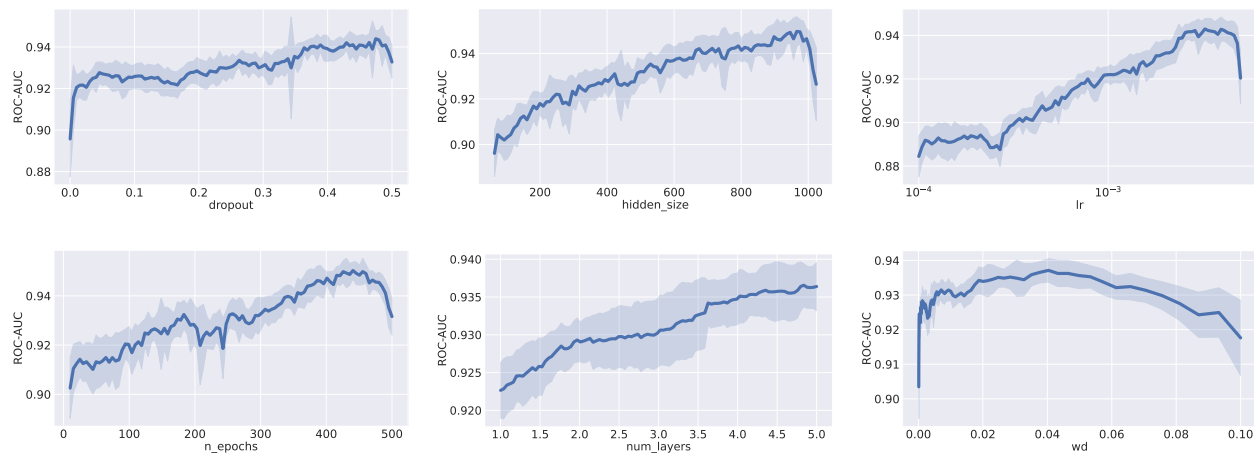 ROC-AUC
0.94
0.92
0.90
0.88
0.0 0.1 0.2 0.3 0.4 0.5
dropout
ROC-AUC
0.94
0.92
0.90
200 400 600 800 1000
hidden_size
ROC-AUC
0.94
0.92
0.90
0.88
10⁻⁴ 10⁻³
lr
ROC-AUC
0.94
0.92
0.90
0 100 200 300 400 500
n_epochs
ROC-AUC
0.940
0.935
0.930
0.925
0.920
1.0 1.5 2.0 2.5 3.0 3.5 4.0 4.5 5.0
num_layers
ROC-AUC
0.94
0.93
0.92
0.91
0.90
0.00 0.02 0.04 0.06 0.08 0.10
wd